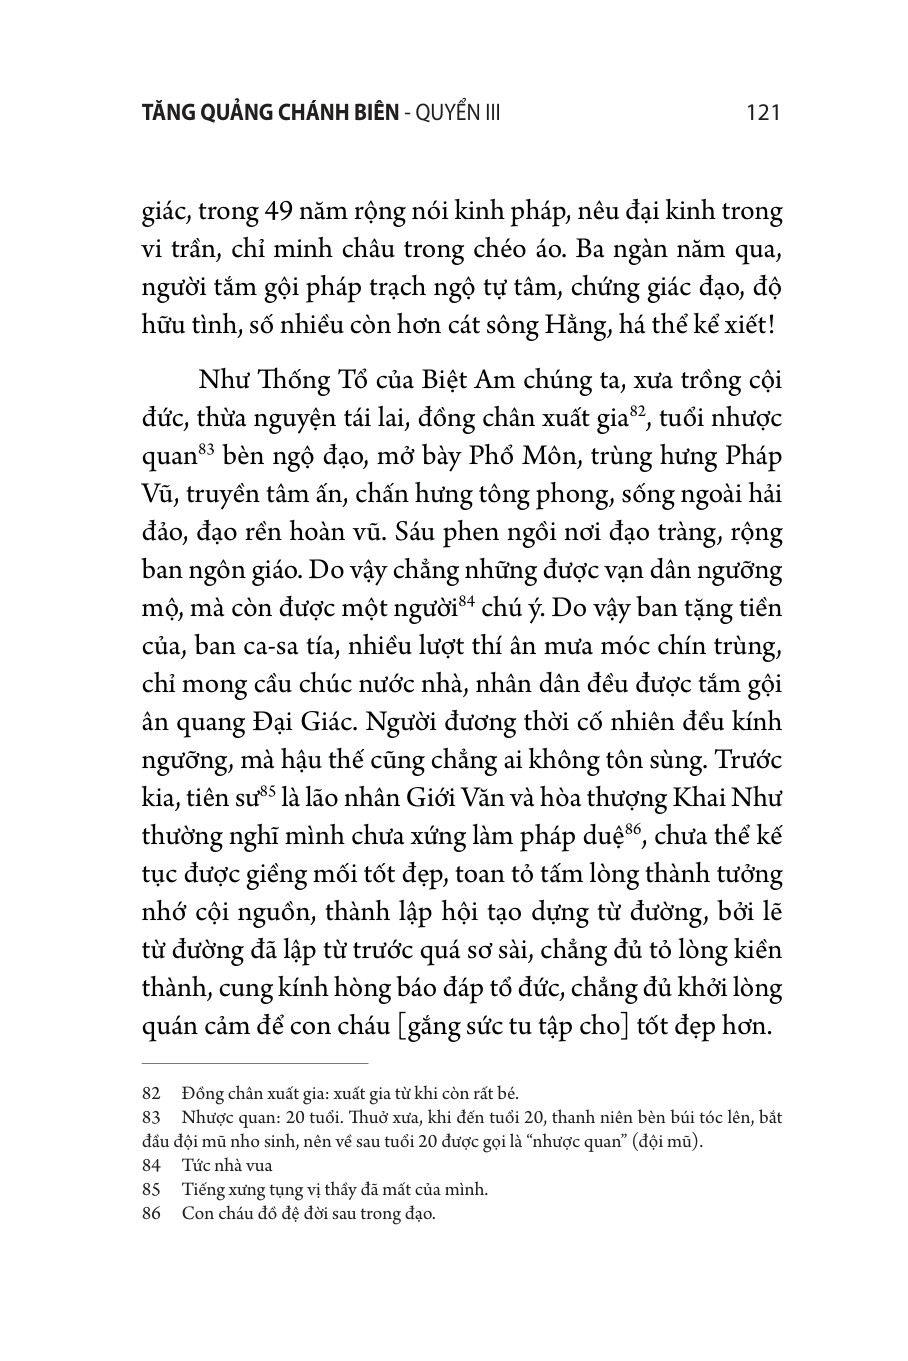 TĂNG QUẢNG CHÁNH BIÊN - QUYỂN III 121
giác, trong 49 năm rộng nói kinh pháp, nêu đại kinh trong
vi trần, chỉ minh châu trong chéo áo. Ba ngàn năm qua,
người tắm gội pháp trạch ngộ tự tâm, chứng giác đạo, độ
hữu tình, số nhiều còn hơn cát sông Hằng, há thể kể xiết!
Như Thống Tổ của Biệt Am chúng ta, xưa trồng cội
đức, thừa nguyện tái lai, đồng chân xuất gia82, tuổi nhược
quan83 bèn ngộ đạo, mở bày Phổ Môn, trùng hưng Pháp
Vũ, truyền tâm ấn, chấn hưng tông phong, sống ngoài hải
đảo, đạo rền hoàn vũ. Sáu phen ngồi nơi đạo tràng, rộng
ban ngôn giáo. Do vậy chẳng những được vạn dân ngưỡng
mộ, mà còn được một người84 chú ý. Do vậy ban tặng tiền
của, ban ca-sa tía, nhiều lượt thí ân mưa móc chín trùng,
chỉ mong cầu chúc nước nhà, nhân dân đều được tắm gội
ân quang Đại Giác. Người đương thời cố nhiên đều kính
ngưỡng, mà hậu thế cũng chẳng ai không tôn sùng. Trước
kia, tiên sư85 là lão nhân Giới Văn và hòa thượng Khai Như
thường nghĩ mình chưa xứng làm pháp duệ86, chưa thể kế
tục được giềng mối tốt đẹp, toan tỏ tấm lòng thành tưởng
nhớ cội nguồn, thành lập hội tạo dựng từ đường, bởi lẽ
từ đường đã lập từ trước quá sơ sài, chẳng đủ tỏ lòng kiền
thành, cung kính hòng báo đáp tổ đức, chẳng đủ khởi lòng
quán cảm để con cháu [gắng sức tu tập cho] tốt đẹp hơn.
82 Đồng chân xuất gia: xuất gia từ khi còn rất bé.
83 Nhược quan: 20 tuổi. Thuở xưa, khi đến tuổi 20, thanh niên bèn búi tóc lên, bắt
đầu đội mũ nho sinh, nên về sau tuổi 20 được gọi là “nhược quan” (đội mũ).
84 Tức nhà vua
85 Tiếng xưng tụng vị thầy đã mất của mình.
86 Con cháu đồ đệ đời sau trong đạo.